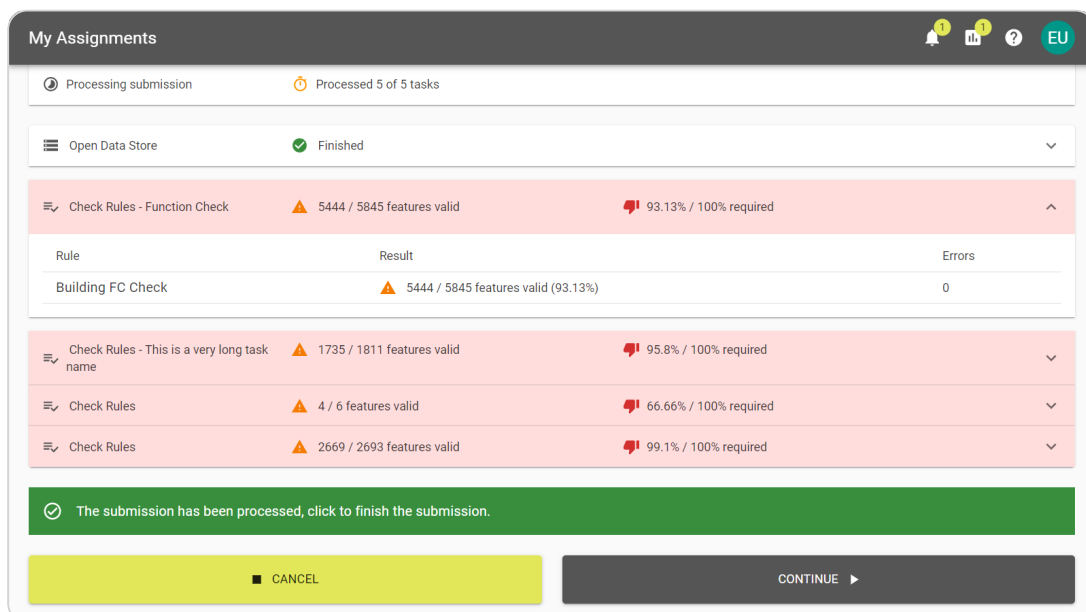 My Assignments 1 1 EU
Processing submission Processed 5 of 5 tasks
Open Data Store Finished
Check Rules - Function Check 5444 / 5845 features valid 93.13% / 100% required
Rule Result Errors
Building FC Check 5444 / 5845 features valid (93.13%) 0
Check Rules - This is a very long task 1735 / 1811 features valid 95.8% / 100% required
name
Check Rules 4 / 6 features valid 66.66% / 100% required
Check Rules 2669 / 2693 features valid 99.1% / 100% required
The submission has been processed, click to finish the submission.
CANCEL CONTINUE